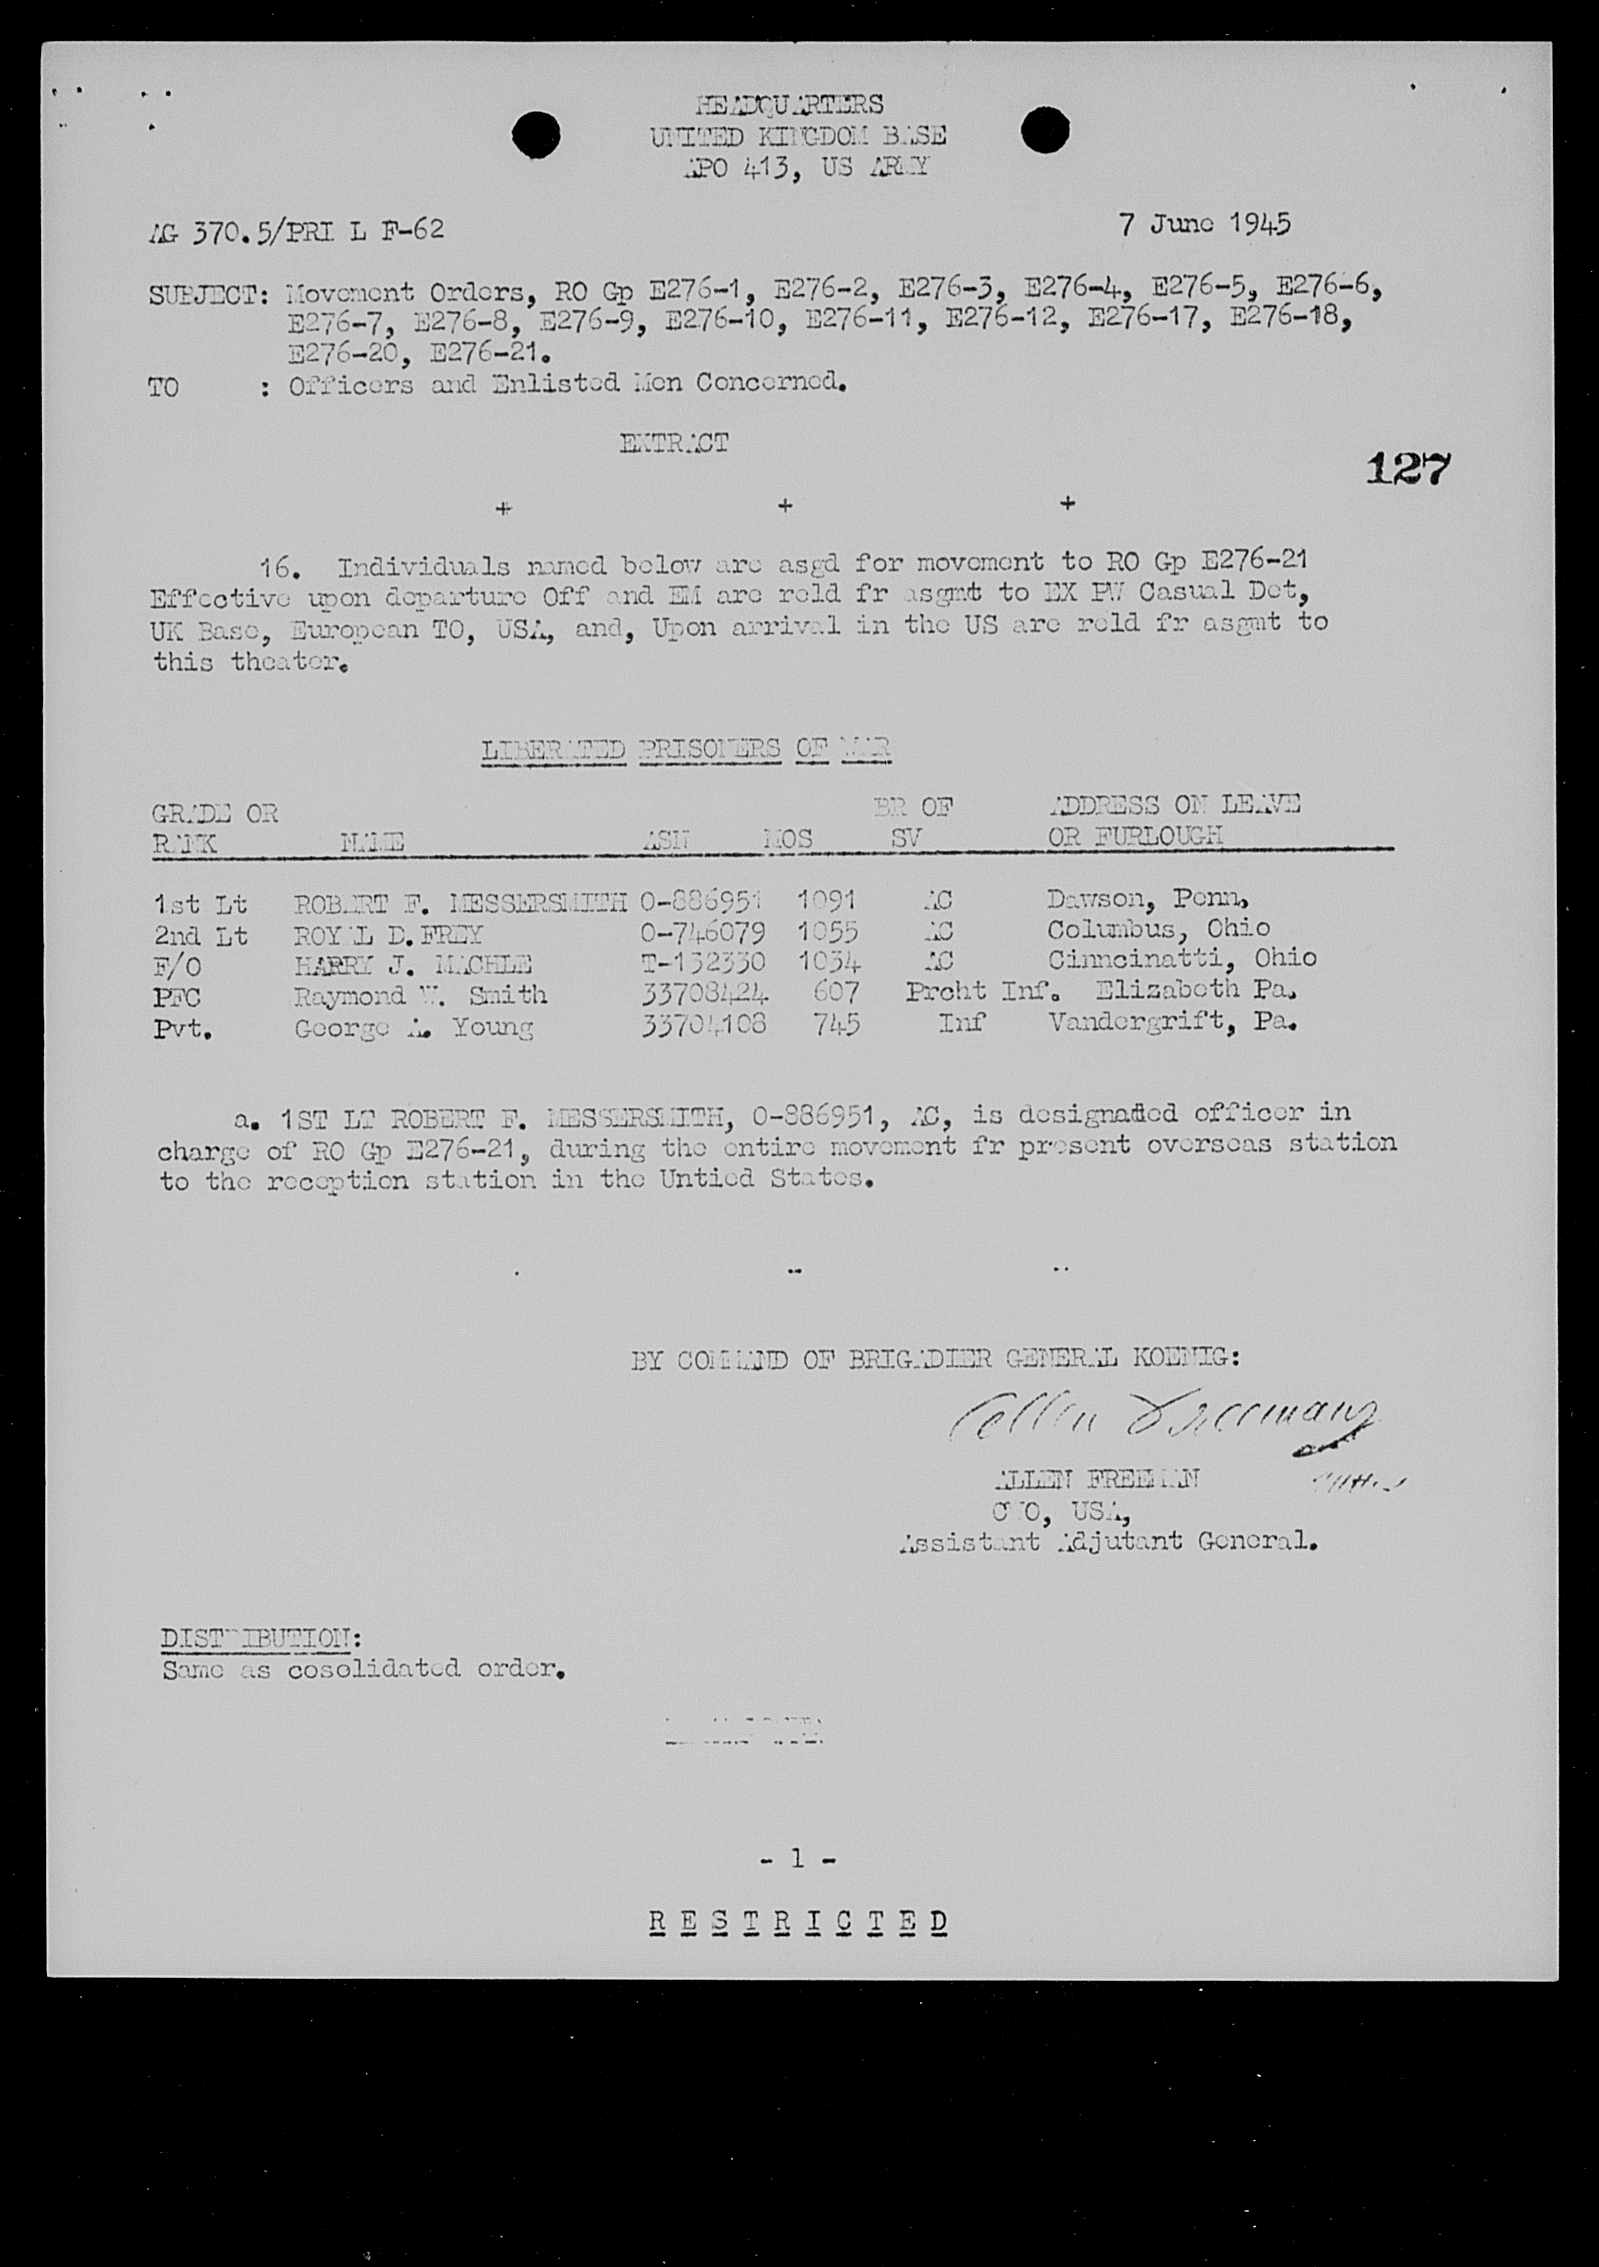 HEADQUARTERS
UNITED KINGDOM BASE
APO 413, US ARMY
AG 370.5/PRI L F-62
7 June 1945
SUBJECT: Movement Orders, RO Gp E276-1, E276-2, E276-3, E276-4, E276-5, E276-6,
E276-7, E276-8, E276-9, E276-10, E276-11, E276-12, E276-17, E276-18,
E276-20, E276-21.
TO : Officers and Enlisted Men Concerned.
EXTRACT
127
+ + +
16. Individuals named below are asgd for movement to RO Gp E276-21
Effective upon departure Off and EM are reld fr asgmt to EX PW Casual Det,
UK Base, European TO, USA, and, Upon arrival in the US are reld fr asgmt to
this theater.
LIBERATED PRISONERS OF WAR
GRADE OR BR OF ADDRESS ON LEAVE
RANK NAME ASN MOS SV OR FURLOUGH
1st Lt ROBERT F. MESSERSMITH O-886951 1091 AC Dawson, Penn,
2nd Lt ROYAL D. FREY O-746079 1055 AC Columbus, Ohio
F/O HARRY J. MACHLE T-132330 1034 AC Cinncinatti, Ohio
PFC Raymond W. Smith 33708424 607 Prcht Inf. Elizabeth Pa.
Pvt. George A. Young 33704108 745 Inf Vandergrift, Pa.
a. 1ST LT ROBERT F. MESSERSMITH, O-886951, AC, is designated officer in
charge of RO Gp E276-21, during the entire movement fr present overseas station
to the reception station in the Untied States.
BY COMMAND OF BRIGADIER GENERAL KOENIG:
Allen Freeman
ALLEN FREEMAN
CWO, USA,
Assistant Adjutant General.
DISTRIBUTION:
Same as cosolidated order.
- 1 -
R E S T R I C T E D